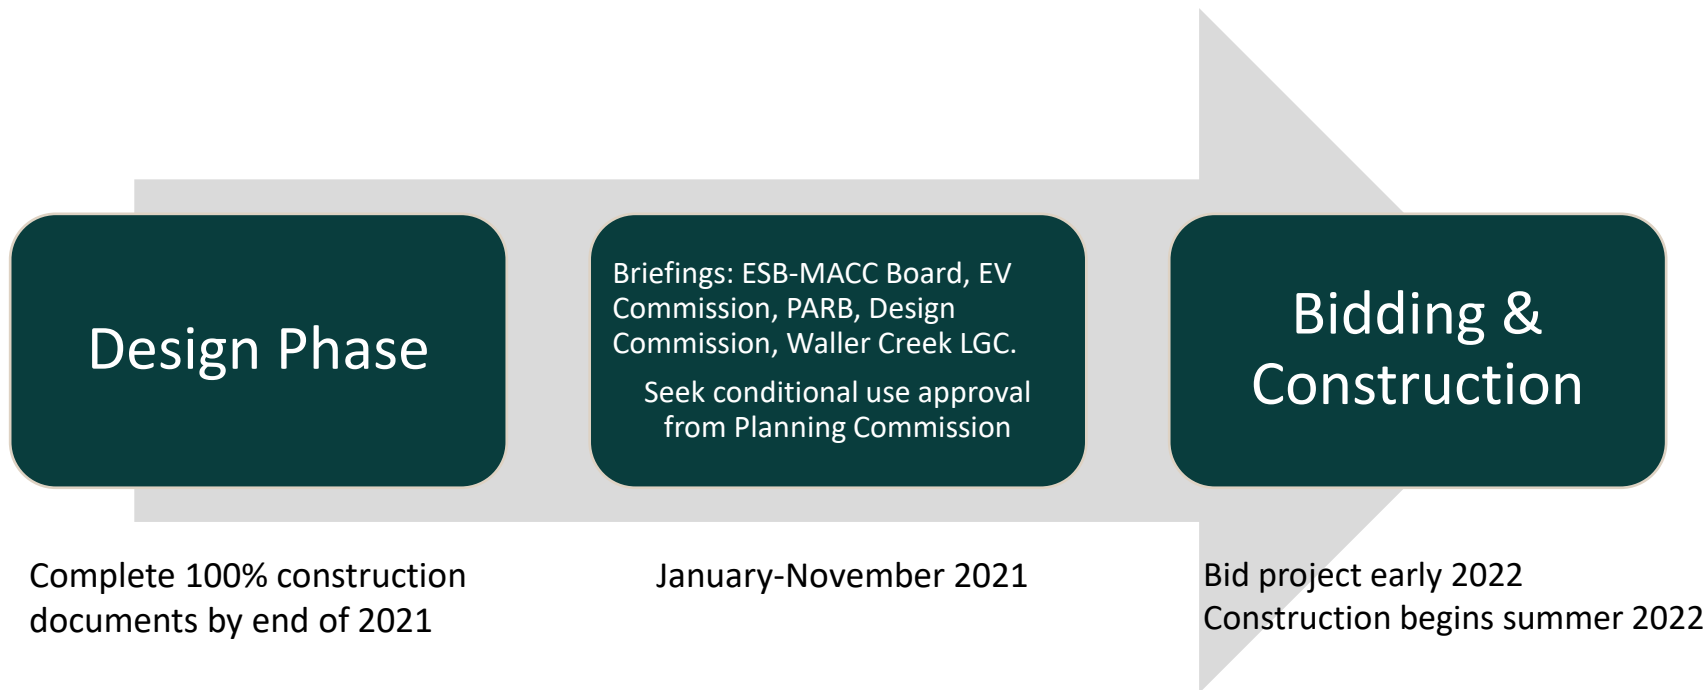 Design Phase
Complete 100% construction
documents by end of 2021
Briefings: ESB-MACC Board, EV
Commission, PARB, Design
Commission, Waller Creek LGC.
Seek conditional use approval
from Planning Commission
January-November 2021
Bidding &
Construction
Bid project early 2022
Construction begins summer 2022